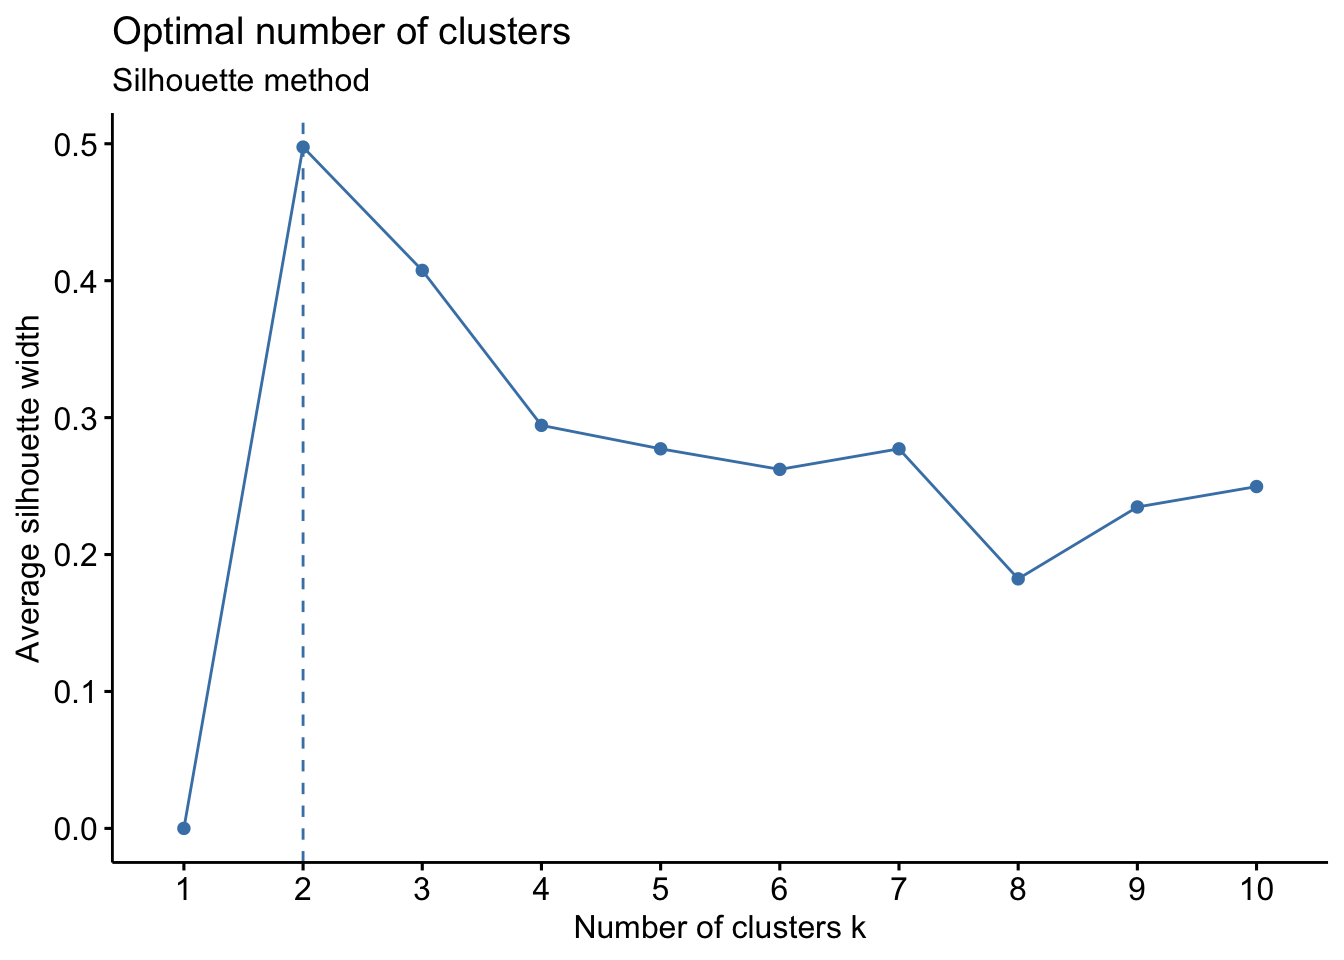 Optimal number of clusters
Silhouette method
Average silhouette width
0.5
0.4
0.3
0.2
0.1
0.0
1 2 3 4 5 6 7 8 9 10
Number of clusters k